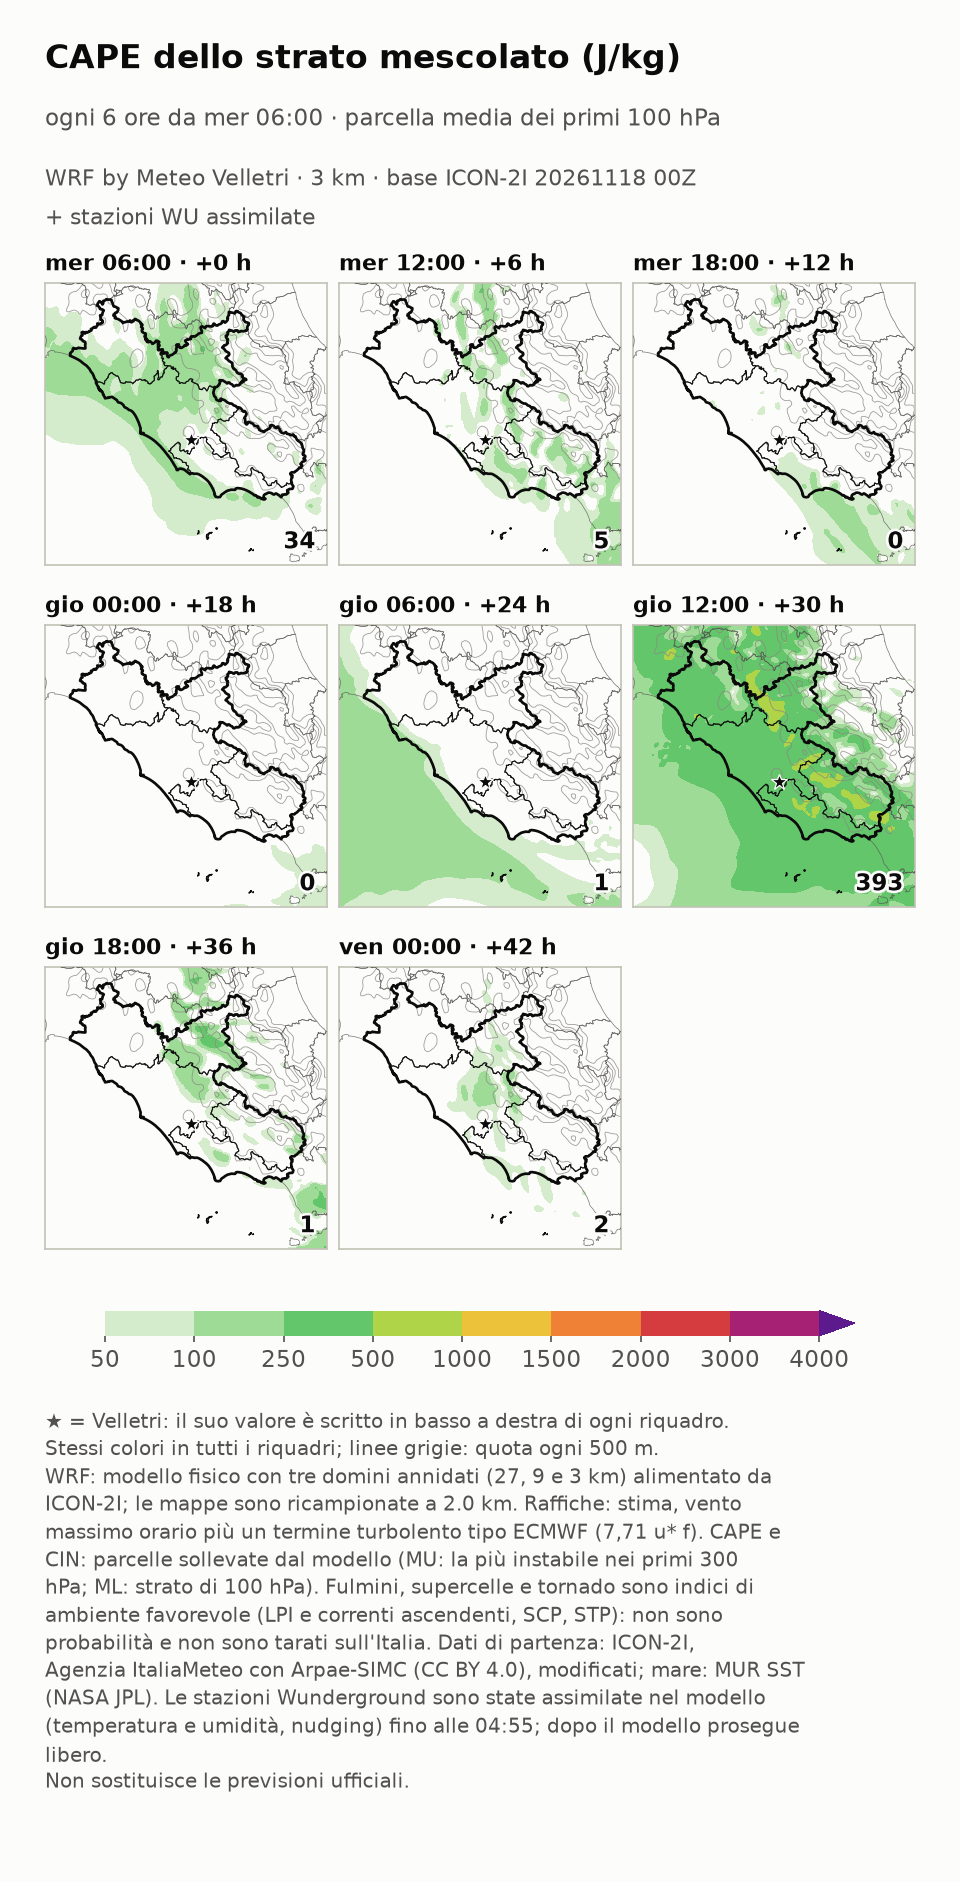 CAPE dello strato mescolato (J/kg)
ogni 6 ore da mer 06:00 · parcella media dei primi 100 hPa
WRF by Meteo Velletri · 3 km · base ICON-2I 20261118 00Z
+ stazioni WU assimilate
mer 06:00 · +0 h
mer 12:00 · +6 h
mer 18:00 · +12 h
34
5
0
gio 00:00 · +18 h
gio 06:00 · +24 h
gio 12:00 · +30 h
0
1
393
gio 18:00 · +36 h
ven 00:00 · +42 h
1
2
50 100 250 500 1000 1500 2000 3000 4000
★ = Velletri: il suo valore è scritto in basso a destra di ogni riquadro.
Stessi colori in tutti i riquadri; linee grigie: quota ogni 500 m.
WRF: modello fisico con tre domini annidati (27, 9 e 3 km) alimentato da
ICON-2I; le mappe sono ricampionate a 2.0 km. Raffiche: stima, vento
massimo orario più un termine turbolento tipo ECMWF (7,71 u* f). CAPE e
CIN: parcelle sollevate dal modello (MU: la più instabile nei primi 300
hPa; ML: strato di 100 hPa). Fulmini, supercelle e tornado sono indici di
ambiente favorevole (LPI e correnti ascendenti, SCP, STP): non sono
probabilità e non sono tarati sull'Italia. Dati di partenza: ICON-2I,
Agenzia ItaliaMeteo con Arpae-SIMC (CC BY 4.0), modificati; mare: MUR SST
(NASA JPL). Le stazioni Wunderground sono state assimilate nel modello
(temperatura e umidità, nudging) fino alle 04:55; dopo il modello prosegue
libero.
Non sostituisce le previsioni ufficiali.